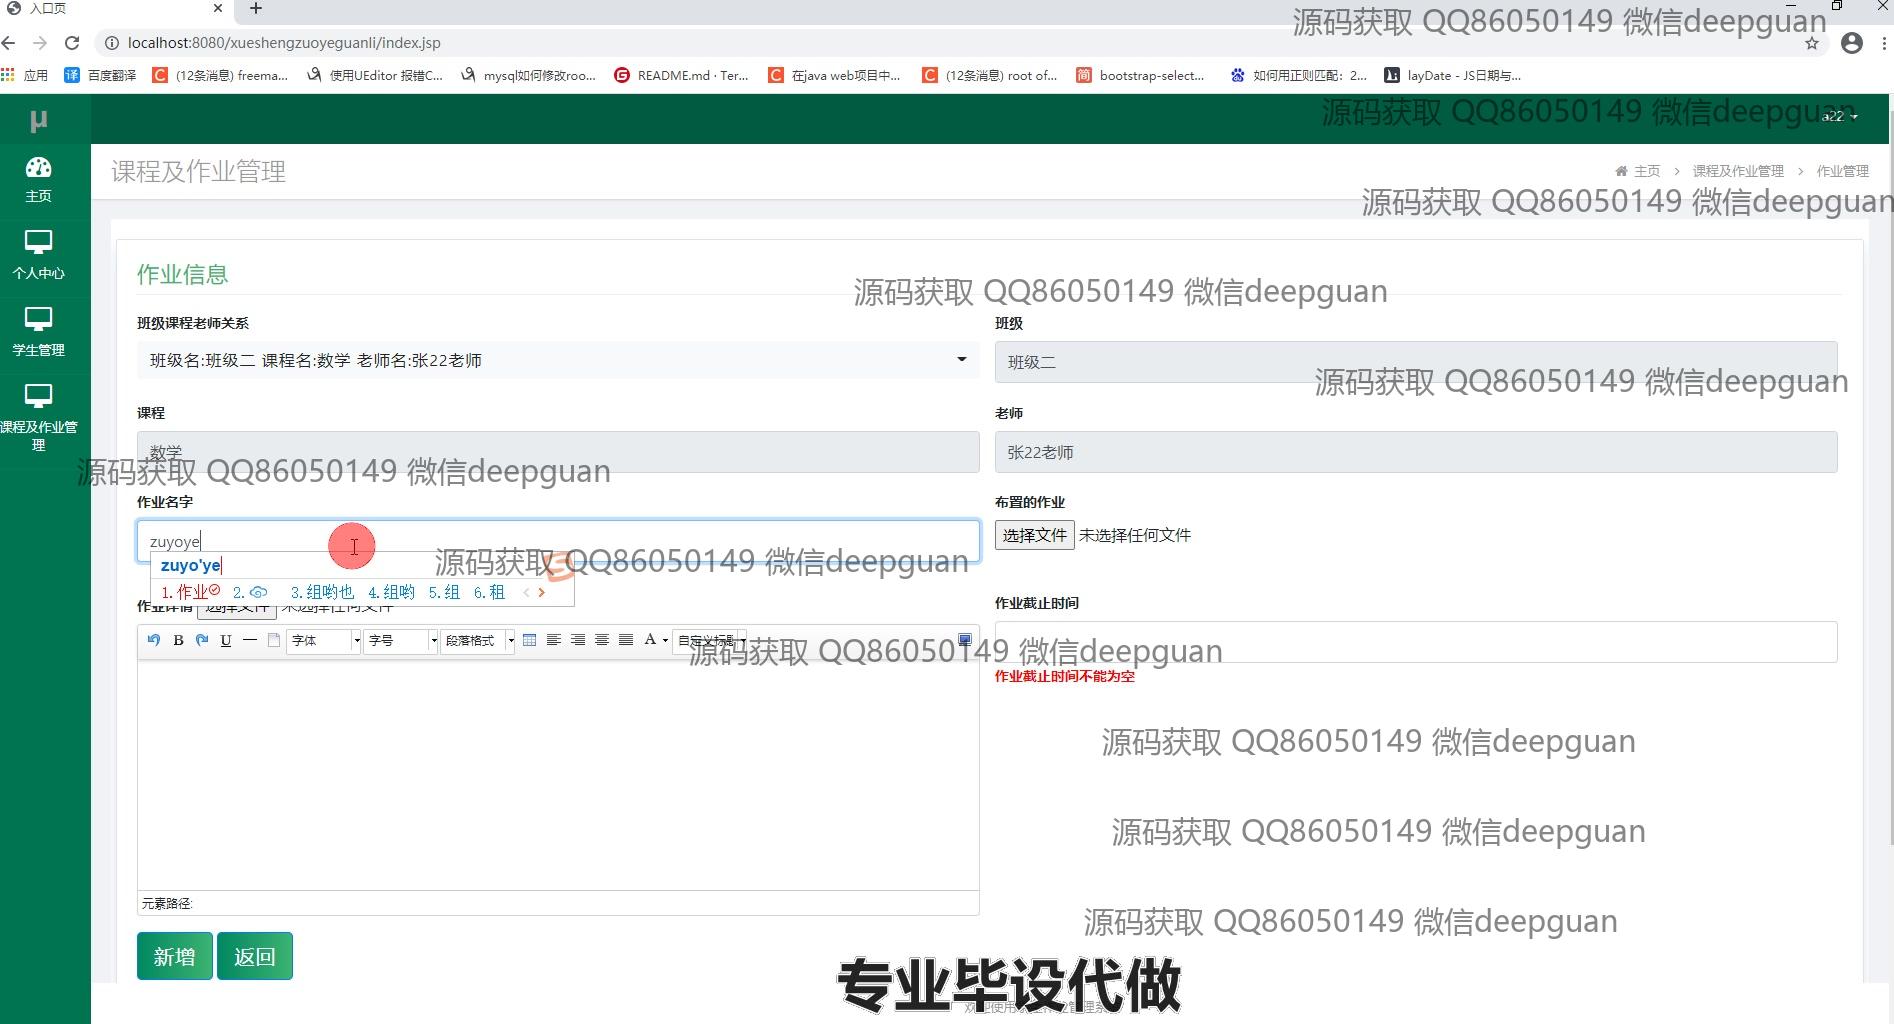 入口页
源码获取 QQ86050149 微信deepguan
localhost:8080/xueshengzuoyeguanli/index.jsp
应用
译 百度翻译
C (12条消息) freema...
使用UEditor 报错C...
mysql如何修改roo...
G README.md · Ter...
C 在java web项目中...
C (12条消息) root of...
简 bootstrap-select...
如何用正则匹配：2...
layDate - JS日期与...
μ
源码获取 QQ86050149 微信deepguan
a22
主页
课程及作业管理
主页 > 课程及作业管理 > 作业管理
源码获取 QQ86050149 微信deepguan
个人中心
学生管理
课程及作业管理
作业信息
源码获取 QQ86050149 微信deepguan
班级课程老师关系
班级
班级名:班级二 课程名:数学 老师名:张22老师
班级二
源码获取 QQ86050149 微信deepguan
课程
老师
数学
张22老师
源码获取 QQ86050149 微信deepguan
作业名字
布置的作业
zuyoye
选择文件 未选择任何文件
zuyo'ye
源码获取 QQ86050149 微信deepguan
1.作业 2. 3.组哟也 4.组哟 5.组 6.租
作业详情 选择文件 未选择任何文件
作业截止时间
B U 字体 字号 段落格式 A 自定义标题
源码获取 QQ86050149 微信deepguan
作业截止时间不能为空
源码获取 QQ86050149 微信deepguan
源码获取 QQ86050149 微信deepguan
元素路径:
源码获取 QQ86050149 微信deepguan
新增
返回
专业毕设代做